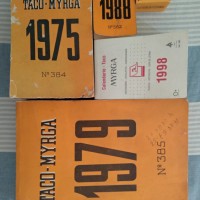 TACO-MYRGA
1975
Nº 384
1988
Calendario - Taco
MYRGA
1998
TACO-MYRGA
1979
Nº 385